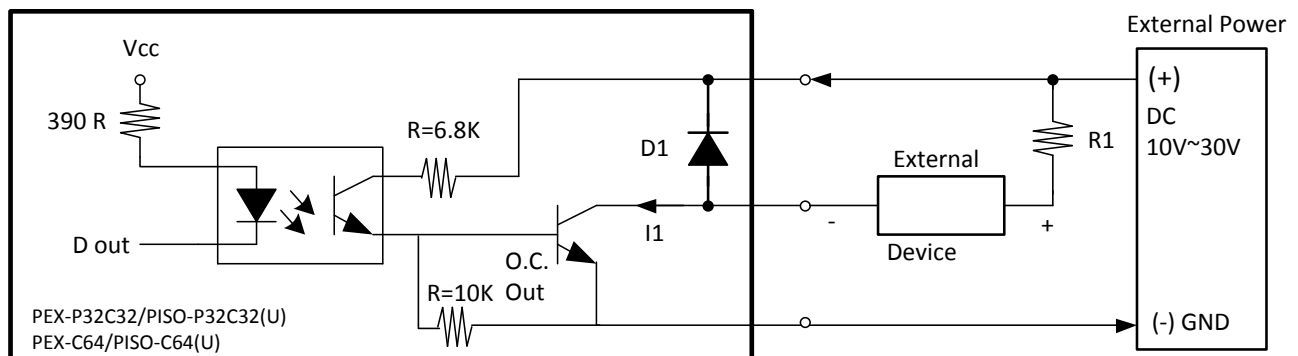 External Power
Vcc
390 R
R=6.8K
D1
(+)
DC
10V~30V
R1
External
Device
-
+
I1
D out
O.C.
Out
R=10K
(-) GND
PEX-P32C32/PISO-P32C32(U)
PEX-C64/PISO-C64(U)